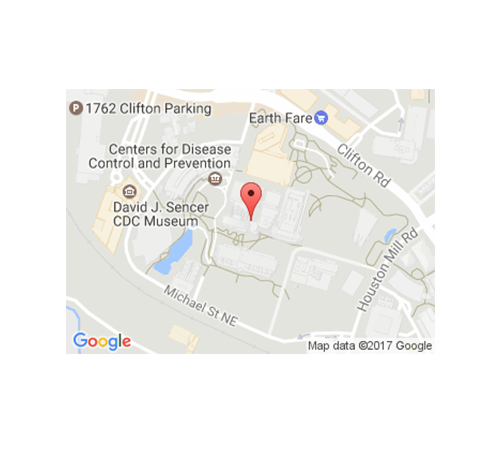 P
1762 Clifton Parking
Earth Fare
Clifton Rd
Centers for Disease
Control and Prevention
David J. Sencer
CDC Museum
Houston Mill Rd
Michael St NE
Google
Map data ©2017 Google